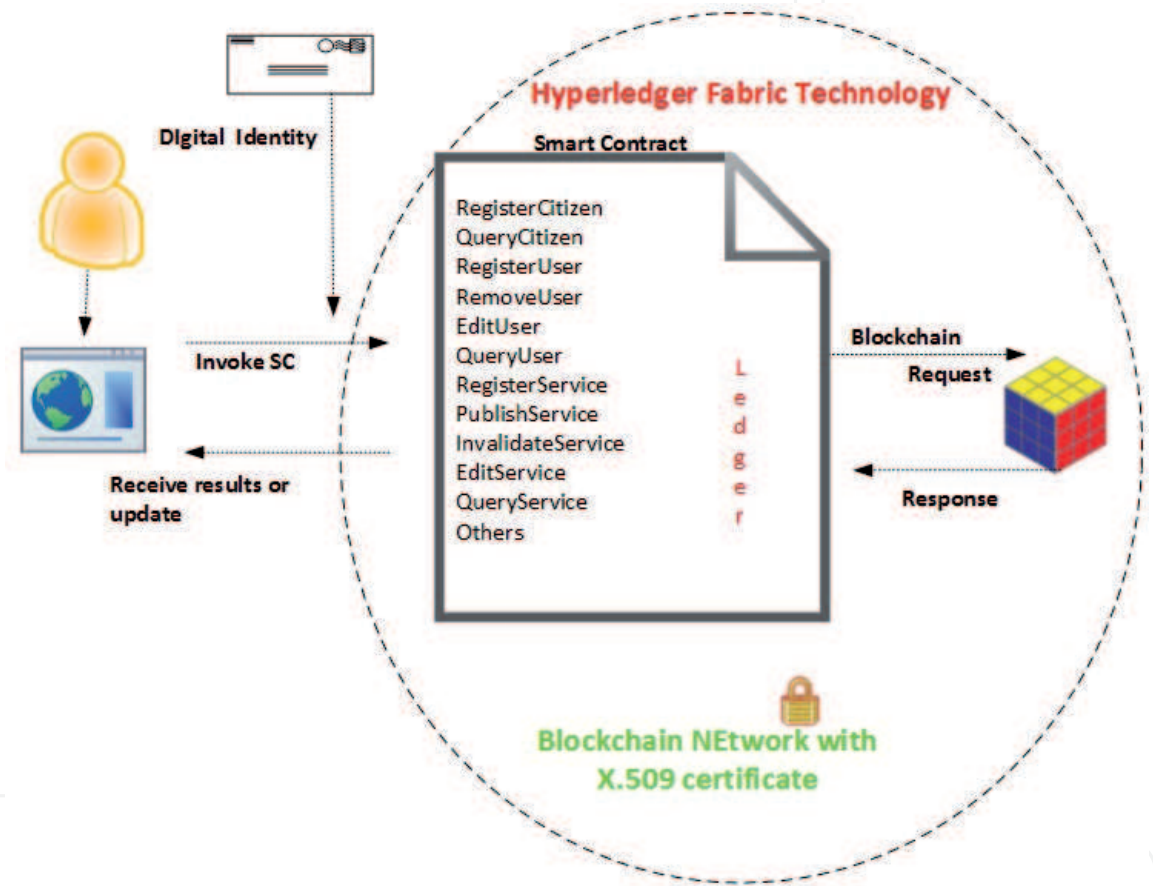 Hyperledger Fabric Technology
DIgital  Identity
Smart Contract
RegisterCitizen
QueryCitizen
RegisterUser
RemoveUser
EditUser
QueryUser
RegisterService
PublishService
InvalidateService
EditService
QueryService
Others
L
e
d
g
e
r
Invoke SC
Receive results or
update
Blockchain
Request
Response
Blockchain NEtwork with
X.509 certificate